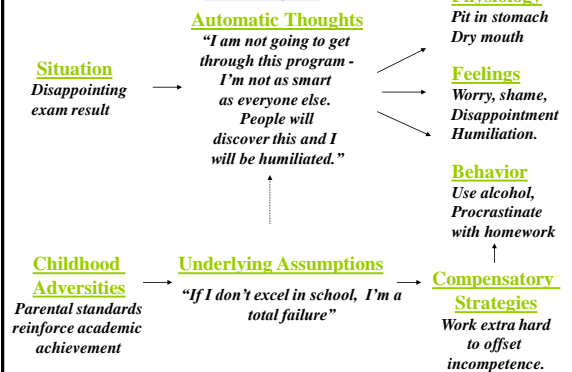 Automatic Thoughts
“I am not going to get
through this program -
I’m not as smart
as everyone else.
People will
discover this and I
will be humiliated.”
Situation
Disappointing
exam result
Physiology
Pit in stomach
Dry mouth
Feelings
Worry, shame,
Disappointment
Humiliation.
Behavior
Use alcohol,
Procrastinate
with homework
Childhood
Adversities
Parental standards
reinforce academic
achievement
Underlying Assumptions
“If I don’t excel in school, I’m a
total failure”
Compensatory
Strategies
Work extra hard
to offset
incompetence.